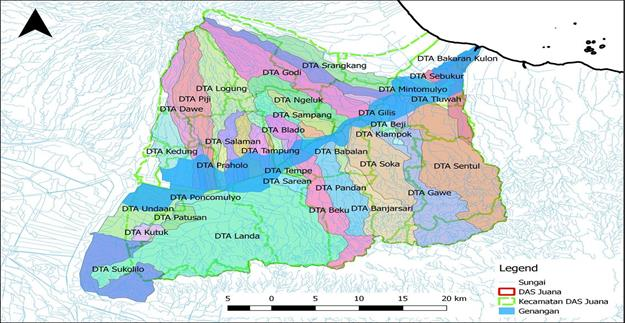 DTA Bakaran Kulon
DTA Srangkang
DTA Godi
DTA Sebukur
DTA Mintomulyo
DTA Logung
DTA Piji
DTA Ngeluk
DTA Tluwah
DTA Dawe
DTA Sampang
DTA Gilis
DTA Beji
DTA Blado
DTA Klampok
DTA Salaman
DTA Kedung
DTA Tampung
DTA Babalan
DTA Praholo
DTA Soka
DTA Sentul
DTA Tempe
DTA Sarean
DTA Pandan
DTA Gawe
DTA Poncomulyo
DTA Undaan
DTA Patusan
DTA Beku
DTA Banjarsari
DTA Kutuk
DTA Landa
DTA Sukolilo
Legend
Sungai
DAS Juana
Kecamatan DAS Juana
Genangan
5 0 5 10 15 20 km